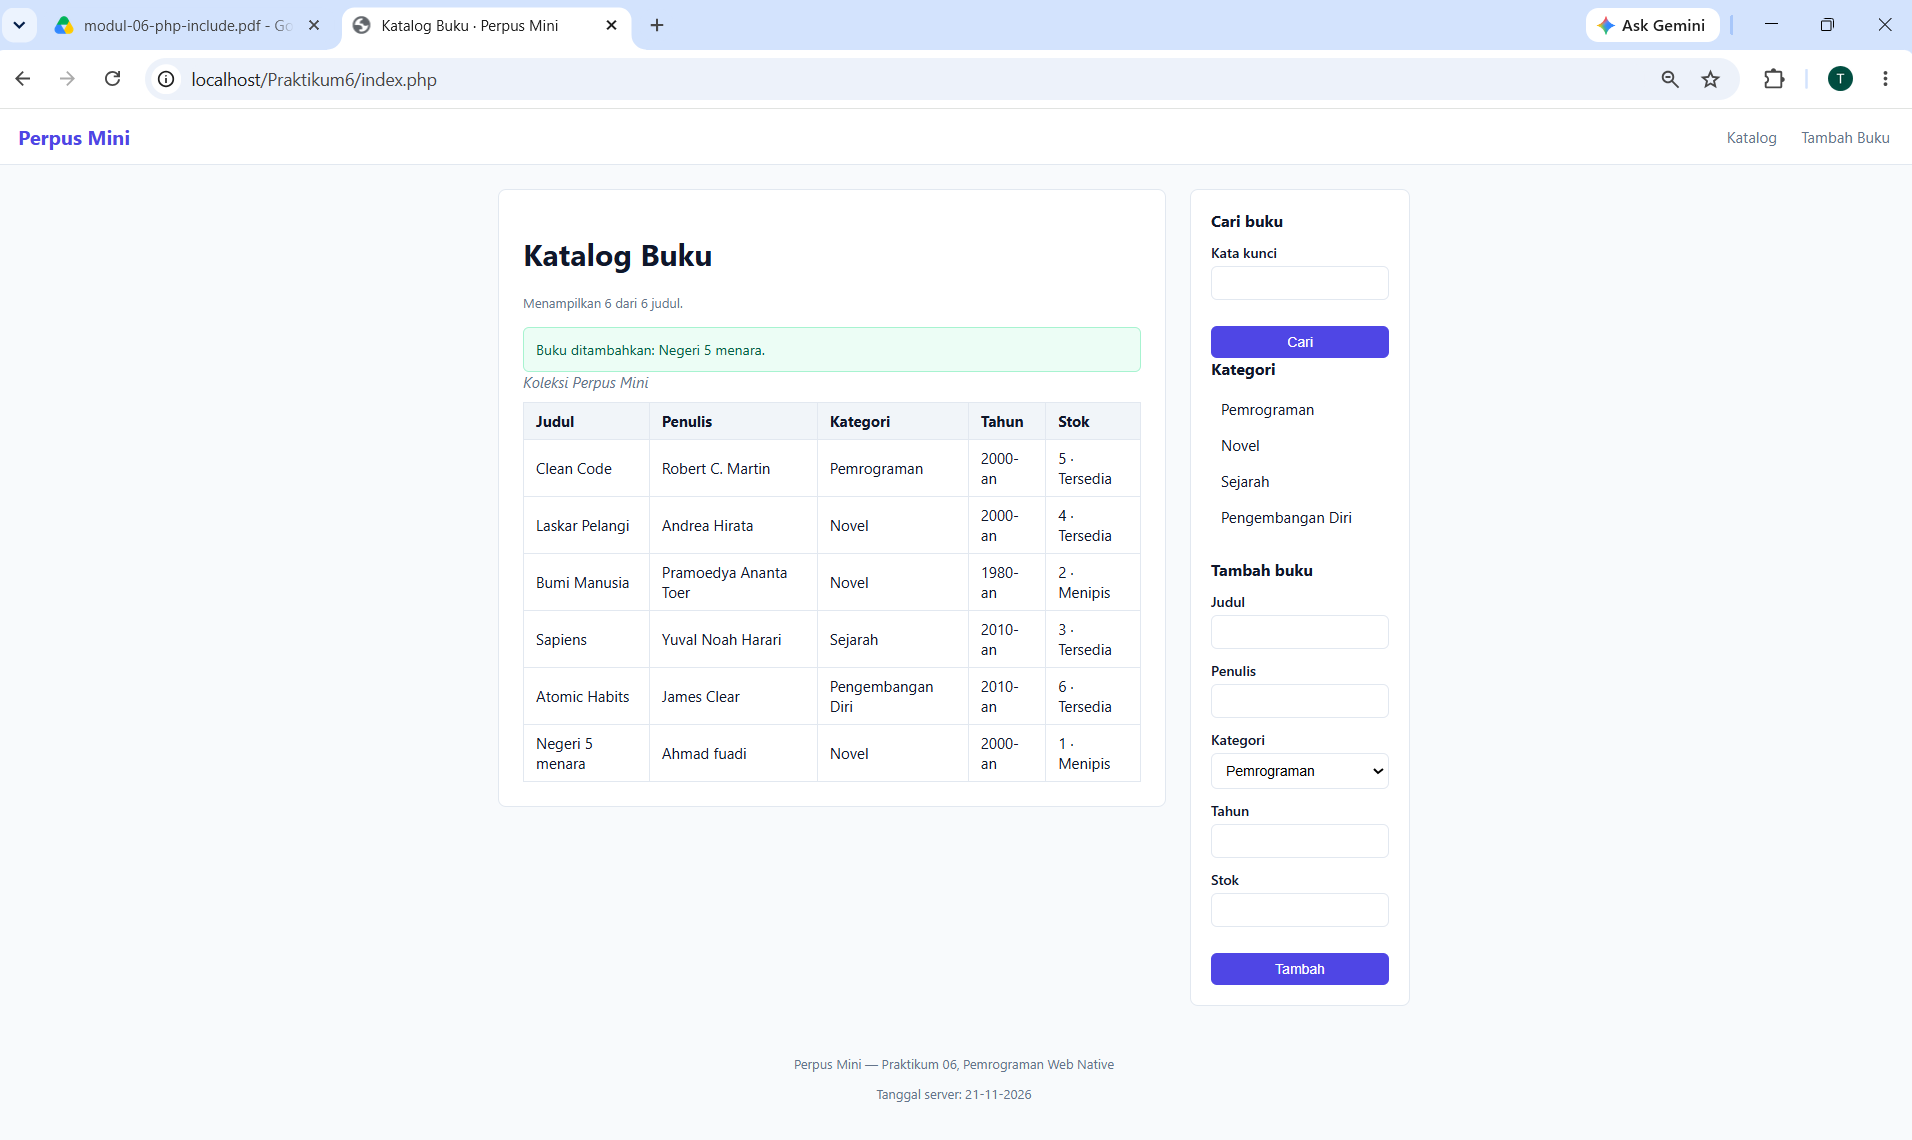 modul-06-php-include.pdf - Go
Katalog Buku · Perpus Mini
Ask Gemini
localhost/Praktikum6/index.php
T
Perpus Mini
Katalog
Tambah Buku
Katalog Buku
Menampilkan 6 dari 6 judul.
Buku ditambahkan: Negeri 5 menara.
Koleksi Perpus Mini
Judul Penulis Kategori Tahun Stok
Clean Code Robert C. Martin Pemrograman 2000-an 5 · Tersedia
Laskar Pelangi Andrea Hirata Novel 2000-an 4 · Tersedia
Bumi Manusia Pramoedya Ananta Toer Novel 1980-an 2 · Menipis
Sapiens Yuval Noah Harari Sejarah 2010-an 3 · Tersedia
Atomic Habits James Clear Pengembangan Diri 2010-an 6 · Tersedia
Negeri 5 menara Ahmad fuadi Novel 2000-an 1 · Menipis
Cari buku
Kata kunci
Cari
Kategori
Pemrograman
Novel
Sejarah
Pengembangan Diri
Tambah buku
Judul
Penulis
Kategori
Pemrograman
Tahun
Stok
Tambah
Perpus Mini — Praktikum 06, Pemrograman Web Native
Tanggal server: 21-11-2026